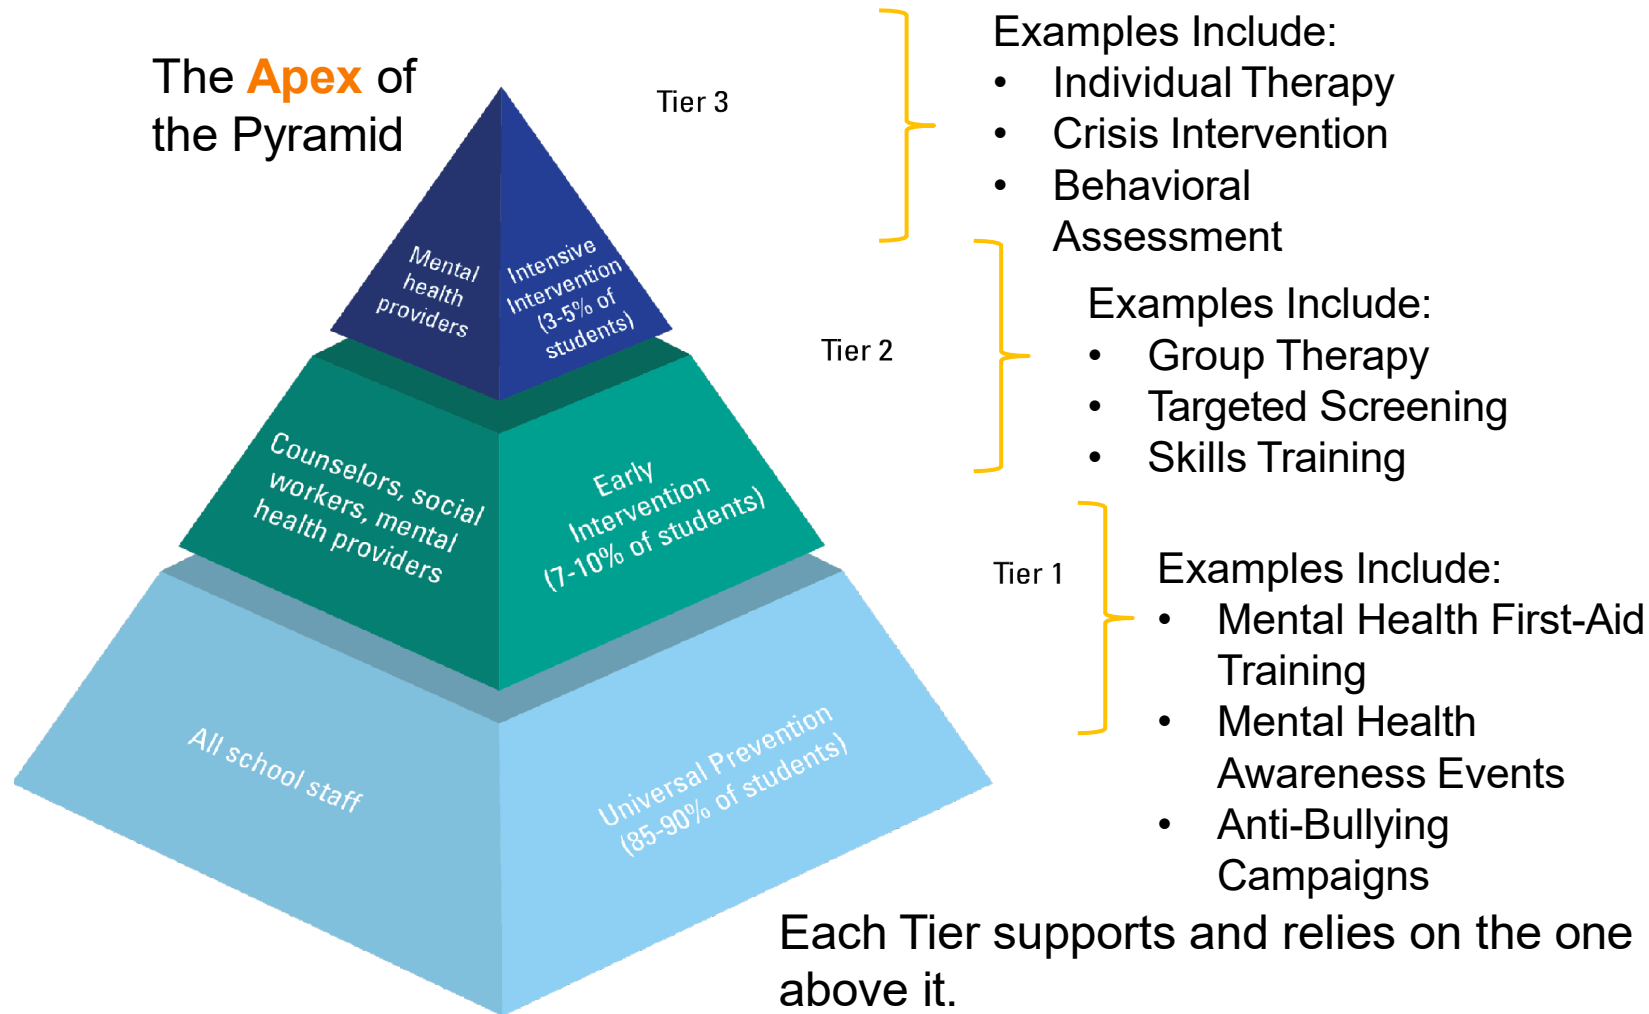 The Apex of
the Pyramid
Tier 3
Examples Include:
• Individual Therapy
• Crisis Intervention
• Behavioral
Assessment
Mental
health
providers
Intensive
Intervention
(3-5% of
students)
Tier 2
Examples Include:
• Group Therapy
• Targeted Screening
• Skills Training
Counselors, social
workers, mental
health providers
Early
Intervention
(7-10% of students)
Tier 1
Examples Include:
• Mental Health First-Aid
Training
• Mental Health
Awareness Events
• Anti-Bullying
Campaigns
All school staff
Universal Prevention
(85-90% of students)
Each Tier supports and relies on the one
above it.